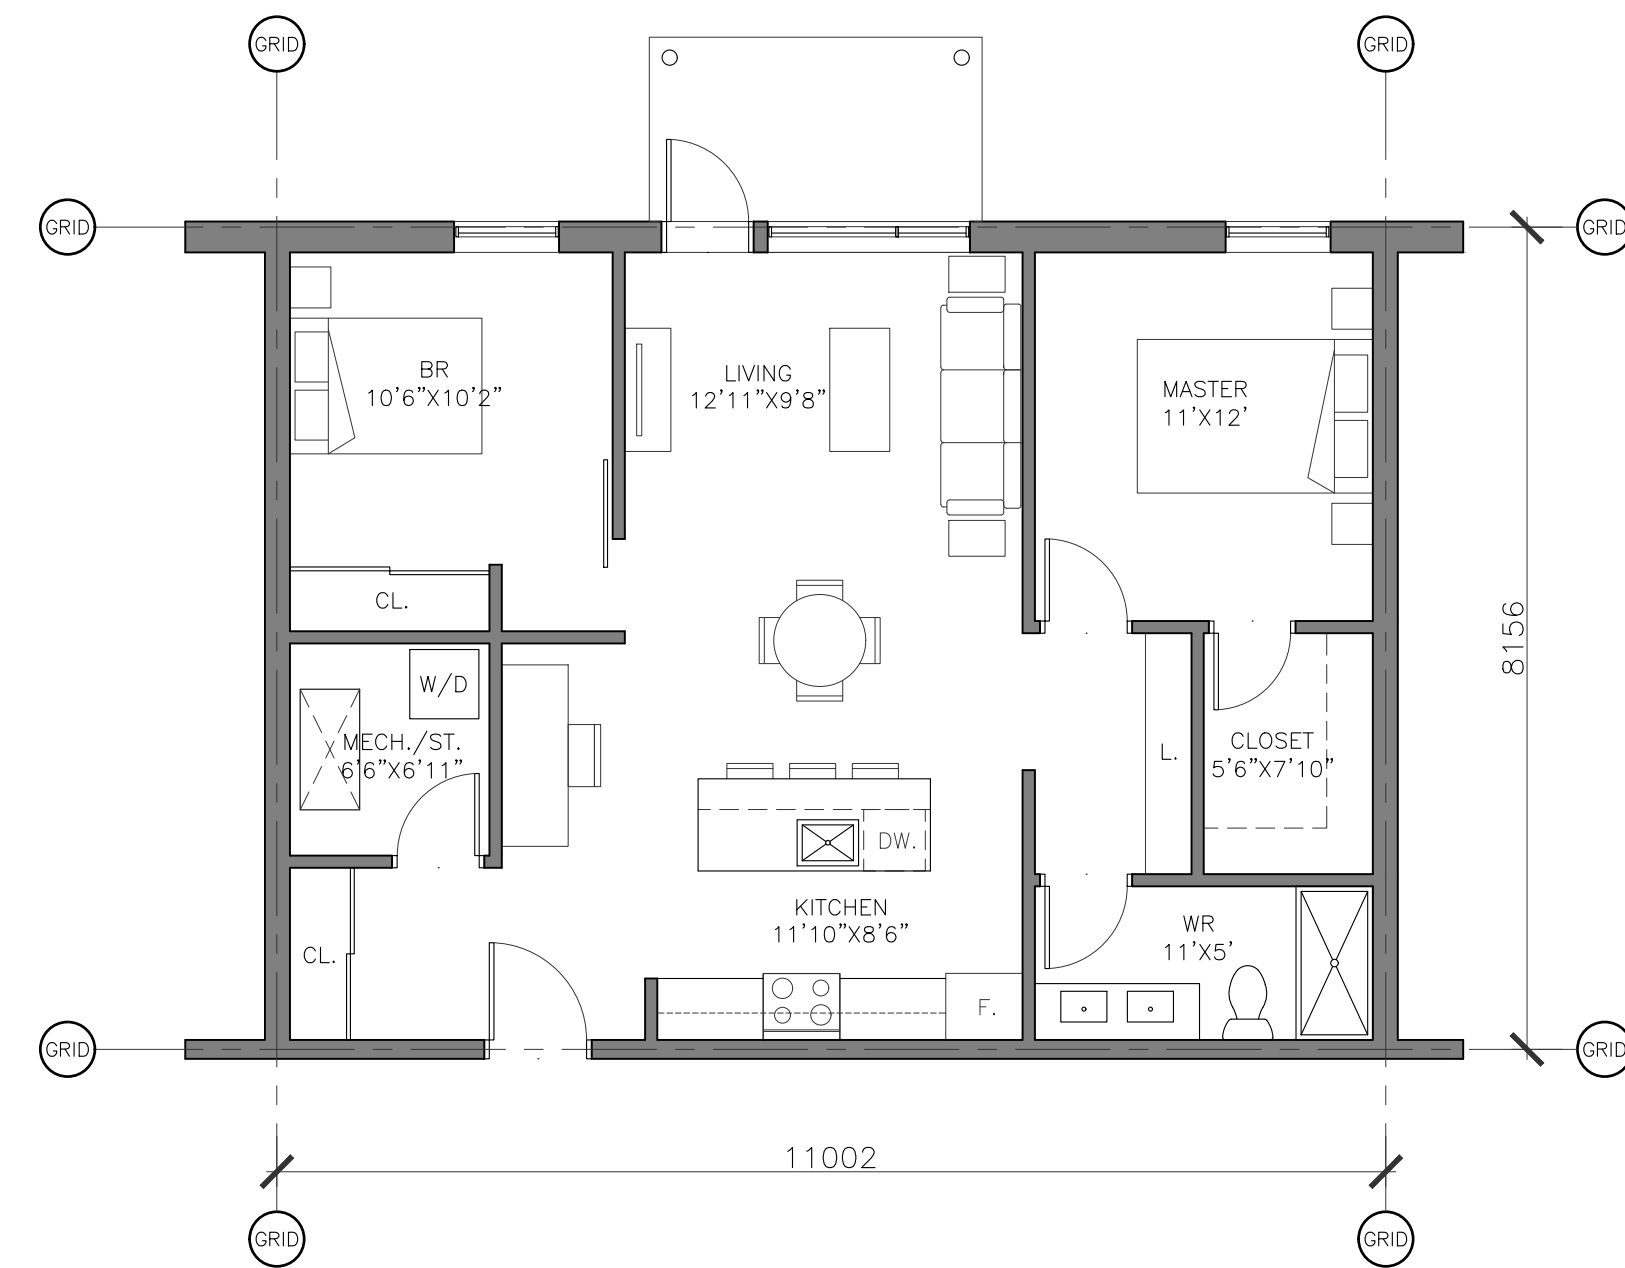 GRID
GRID
GRID
GRID
BR
10'6"X10'2"
LIVING
12'11"X9'8"
MASTER
11'X12'
CL.
8156
W/D
MECH./ST.
6'6"X6'11"
L.
CLOSET
5'6"X7'10"
DW.
KITCHEN
11'10"X8'6"
WR
11'X5'
CL.
F.
GRID
GRID
11002
GRID
GRID